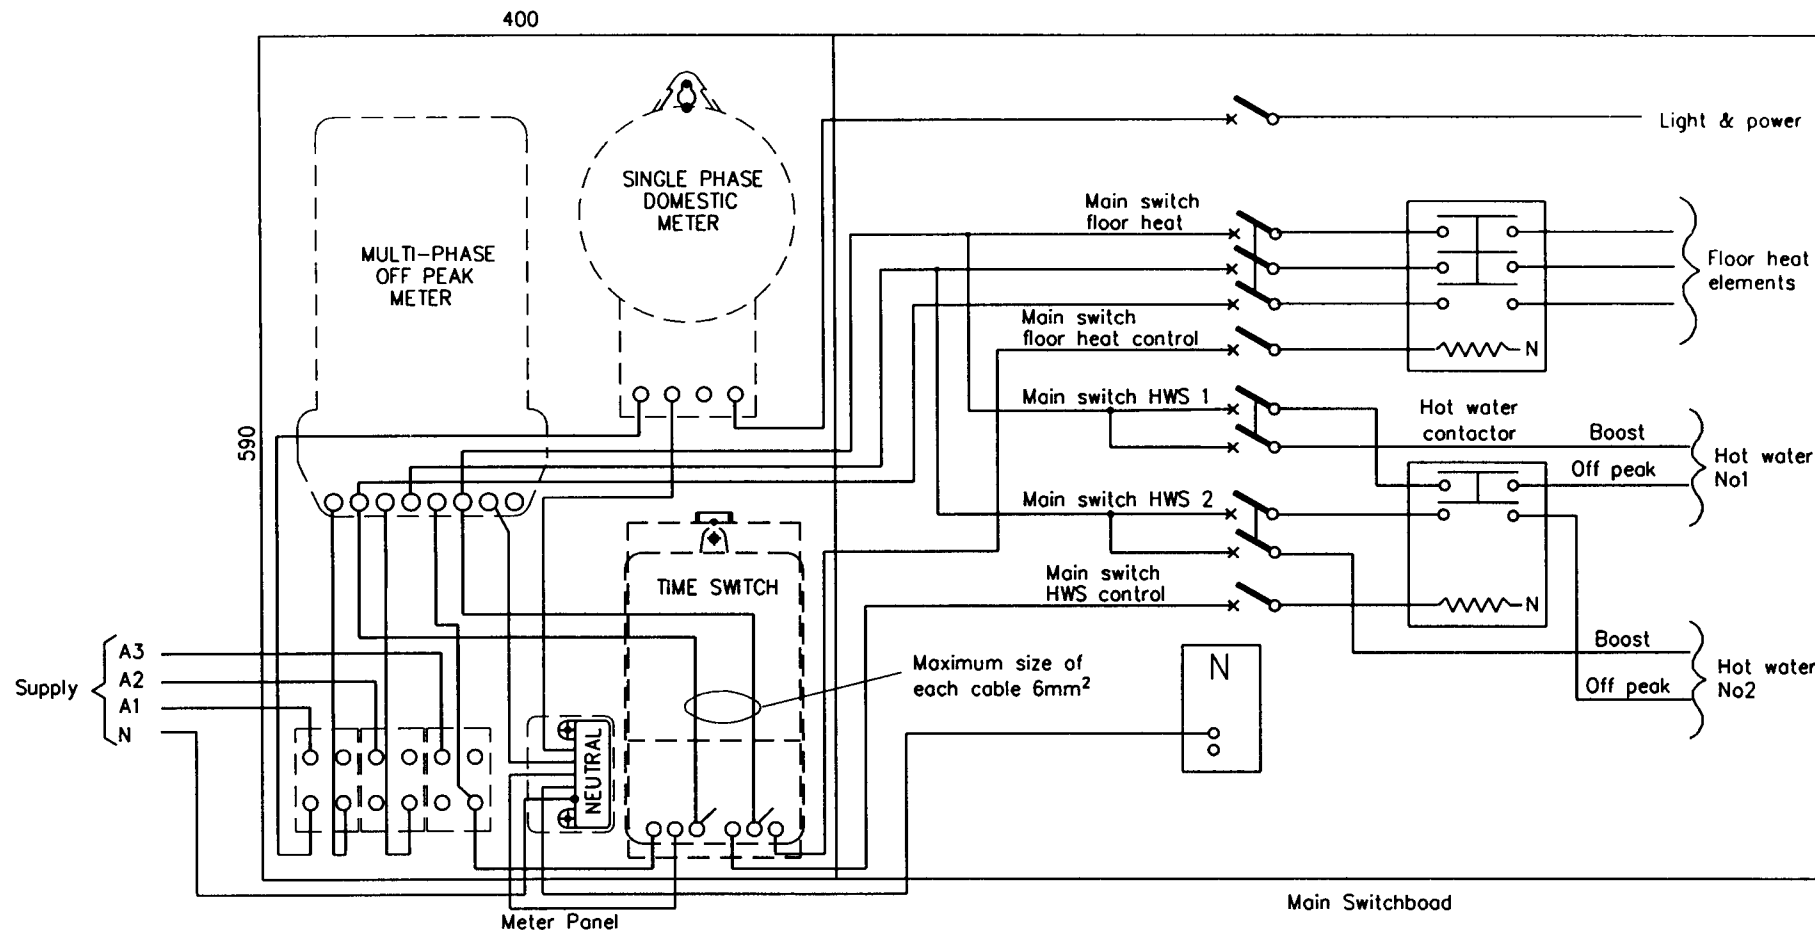 400
Light & power
SINGLE PHASE
DOMESTIC
METER
Main switch
floor heat
MULTI-PHASE
OFF PEAK
METER
Floor heat
elements
Main switch
floor heat control
N
590
Main switch HWS 1
Hot water
contactor
Boost
Off peak
Hot water
No1
Main switch HWS 2
TIME SWITCH
Main switch
HWS control
N
Boost
Off peak
Hot water
No2
Supply
A3
A2
A1
N
Maximum size of
each cable 6mm²
N
NEUTRAL
Meter Panel
Main Switchboad